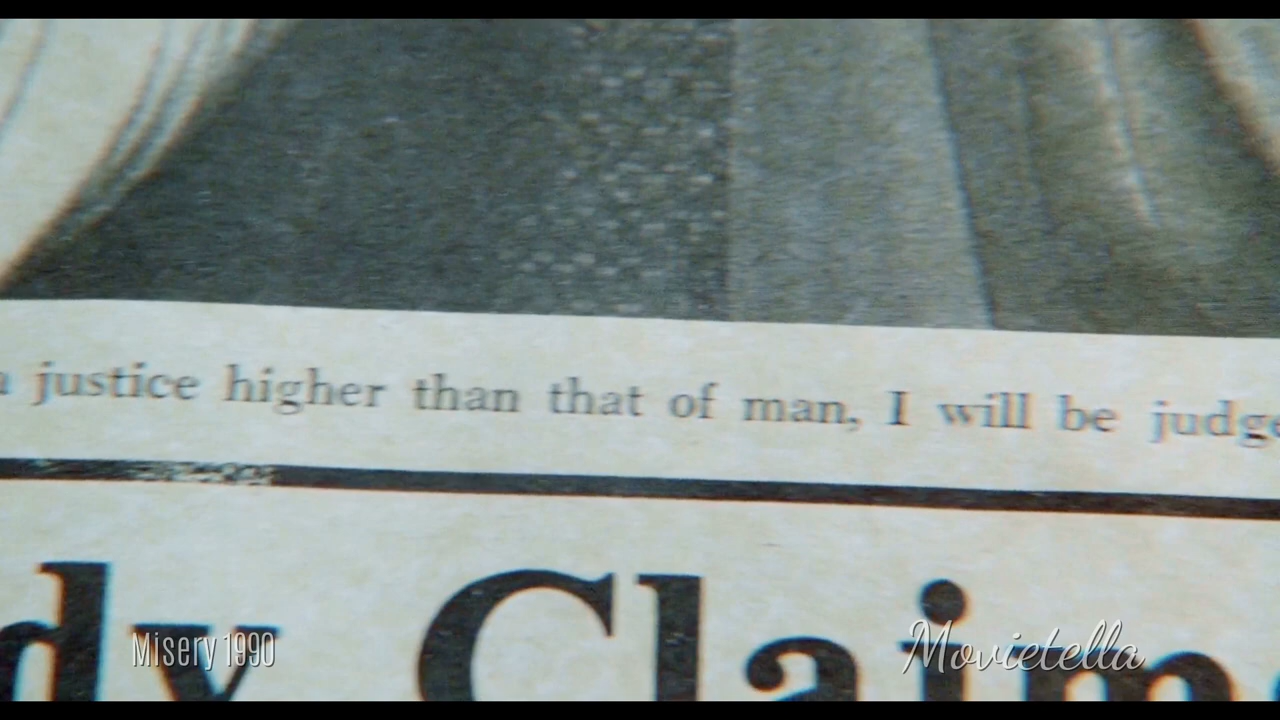 a justice higher than that of man, I will be judge
dy Claim
Misery 1990
Movietella